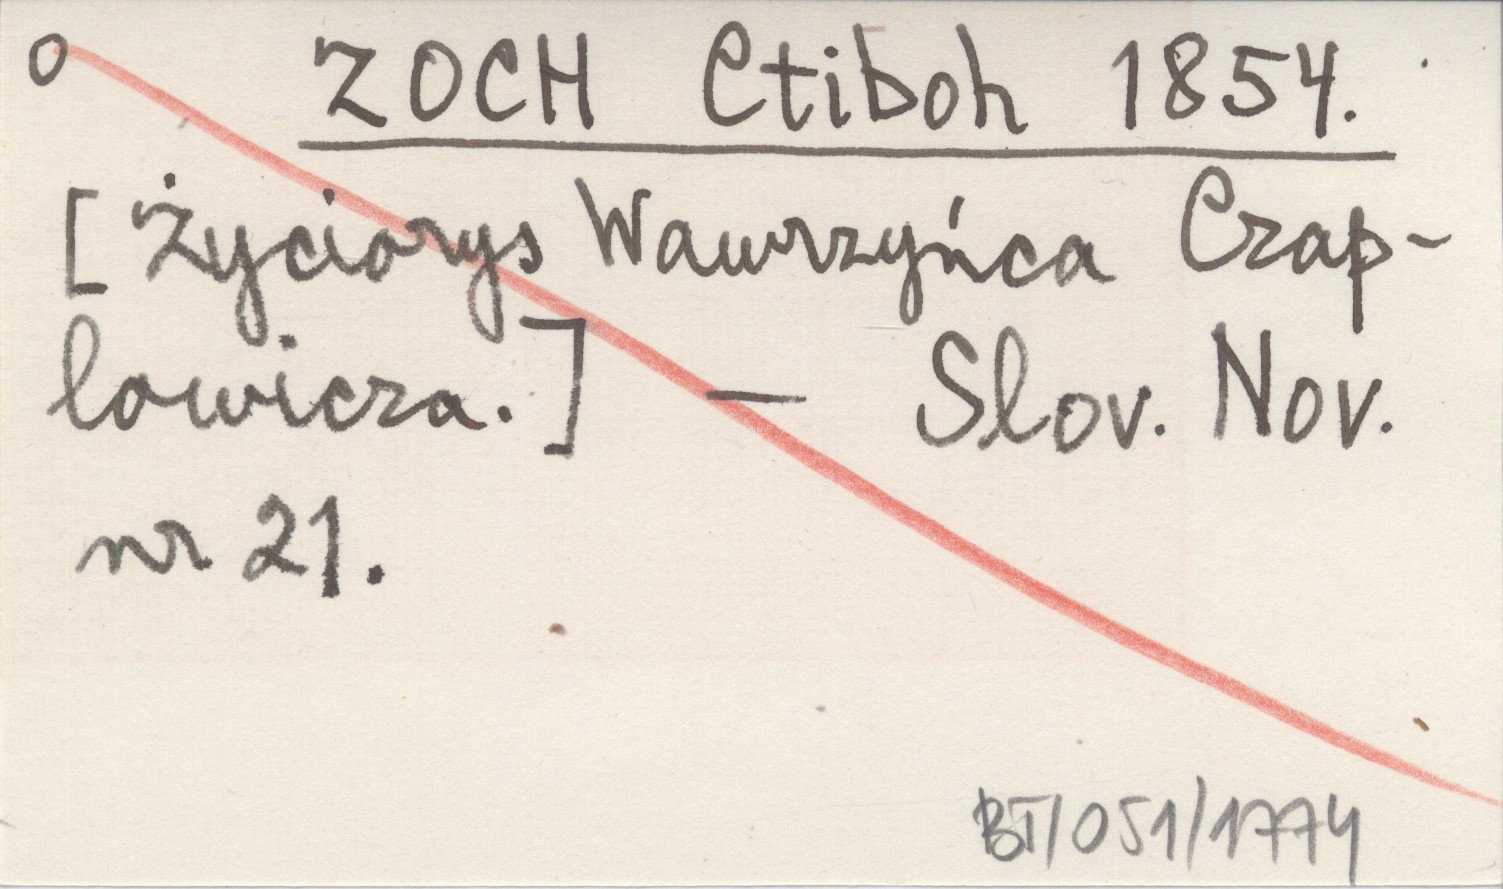 O ZOCH Ctiboh 1854.
[Życiorys Wawrzyńca Czap-
lowicza.] — Slov. Nov.
nr 21.
BT/051/1774